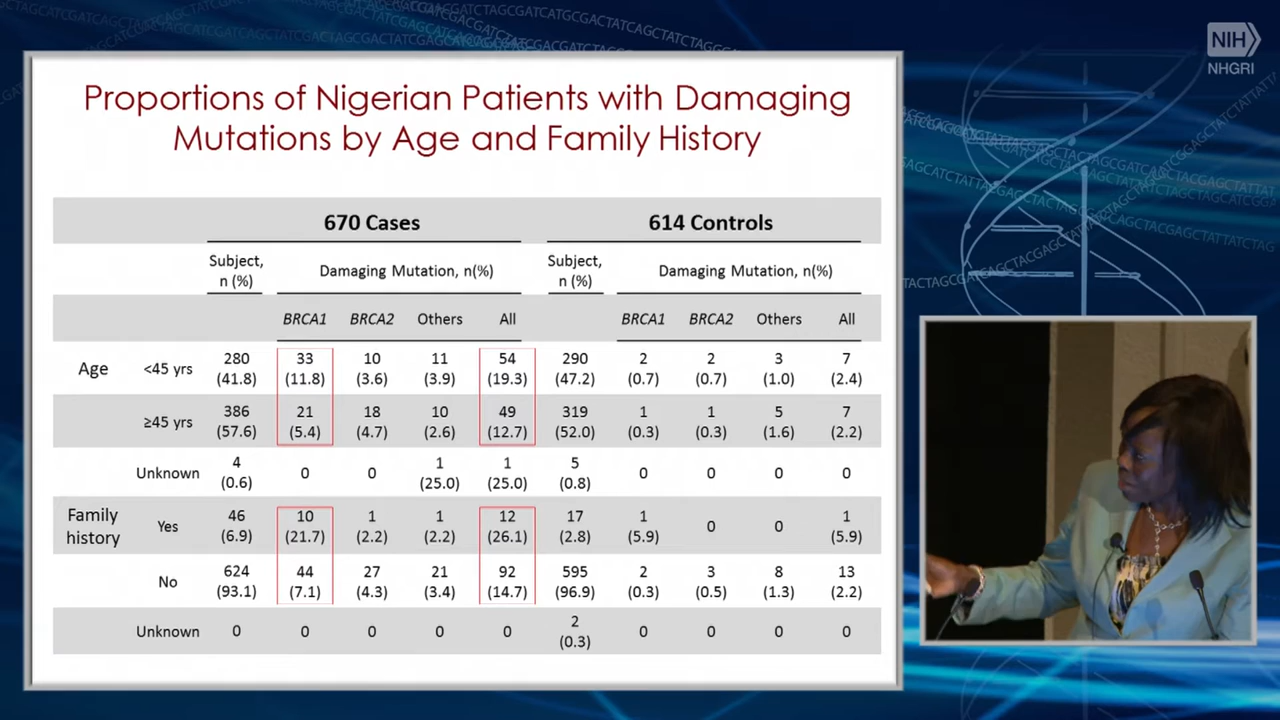 NIH
NHGRI
Proportions of Nigerian Patients with Damaging
Mutations by Age and Family History
670 Cases 614 Controls
Subject, n (%) Damaging Mutation, n(%) Subject, n (%) Damaging Mutation, n(%)
BRCA1 BRCA2 Others All BRCA1 BRCA2 Others All
Age <45 yrs 280 (41.8) 33 (11.8) 10 (3.6) 11 (3.9) 54 (19.3) 290 (47.2) 2 (0.7) 2 (0.7) 3 (1.0) 7 (2.4)
≥45 yrs 386 (57.6) 21 (5.4) 18 (4.7) 10 (2.6) 49 (12.7) 319 (52.0) 1 (0.3) 1 (0.3) 5 (1.6) 7 (2.2)
Unknown 4 (0.6) 0 0 1 (25.0) 1 (25.0) 5 (0.8) 0 0 0 0
Family history Yes 46 (6.9) 10 (21.7) 1 (2.2) 1 (2.2) 12 (26.1) 17 (2.8) 1 (5.9) 0 0 1 (5.9)
No 624 (93.1) 44 (7.1) 27 (4.3) 21 (3.4) 92 (14.7) 595 (96.9) 2 (0.3) 3 (0.5) 8 (1.3) 13 (2.2)
Unknown 0 0 0 0 0 2 (0.3) 0 0 0 0